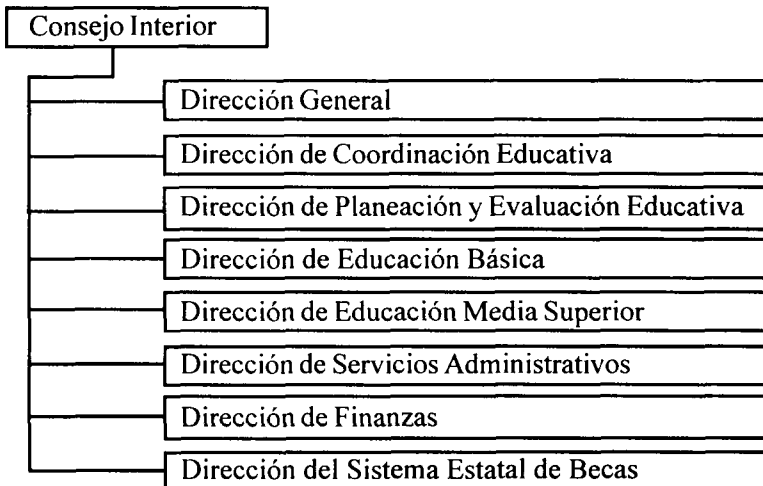 Consejo Interior
Dirección General
Dirección de Coordinación Educativa
Dirección de Planeación y Evaluación Educativa
Dirección de Educación Básica
Dirección de Educación Media Superior
Dirección de Servicios Administrativos
Dirección de Finanzas
Dirección del Sistema Estatal de Becas